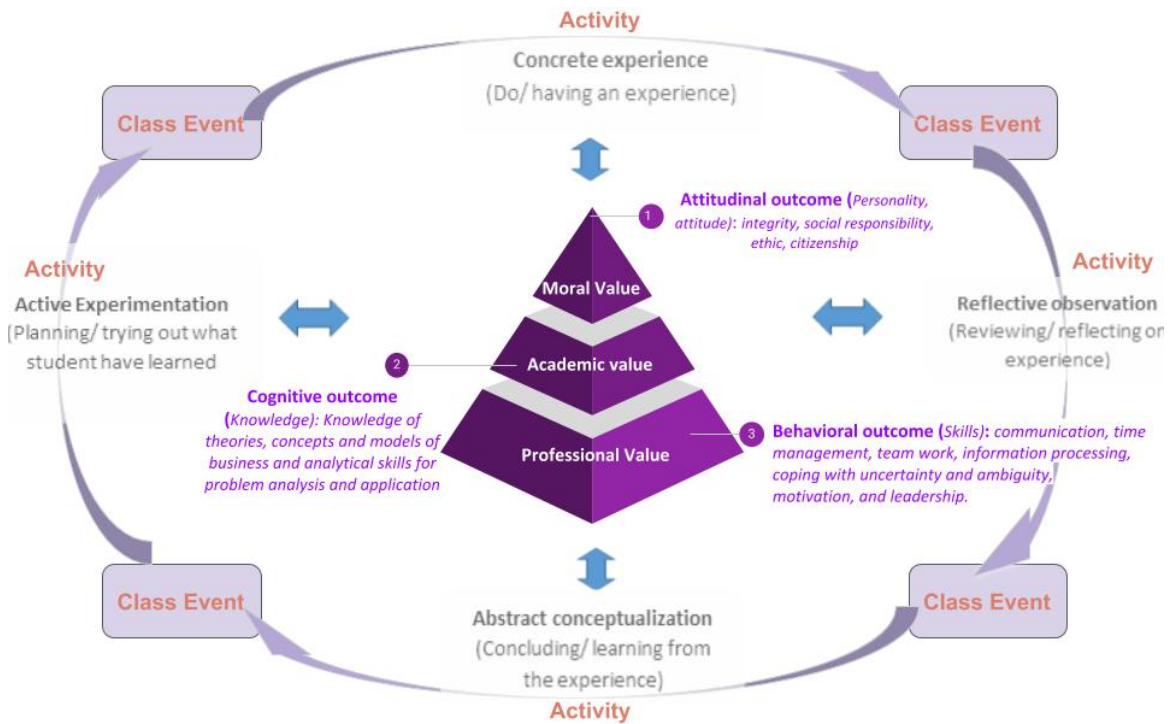 Activity
Concrete experience
(Do/ having an experience)
Class Event
Class Event
Attitudinal outcome (Personality,
attitude): integrity, social responsibility,
ethic, citizenship
1
Moral Value
Activity
Active Experimentation
(Planning/ trying out what
student have learned
Activity
Reflective observation
(Reviewing/ reflecting on
experience)
2
Academic value
Cognitive outcome
(Knowledge): Knowledge of
theories, concepts and models of
business and analytical skills for
problem analysis and application
Professional Value
3
Behavioral outcome (Skills): communication, time
management, team work, information processing,
coping with uncertainty and ambiguity,
motivation, and leadership.
Class Event
Class Event
Abstract conceptualization
(Concluding/ learning from
the experience)
Activity